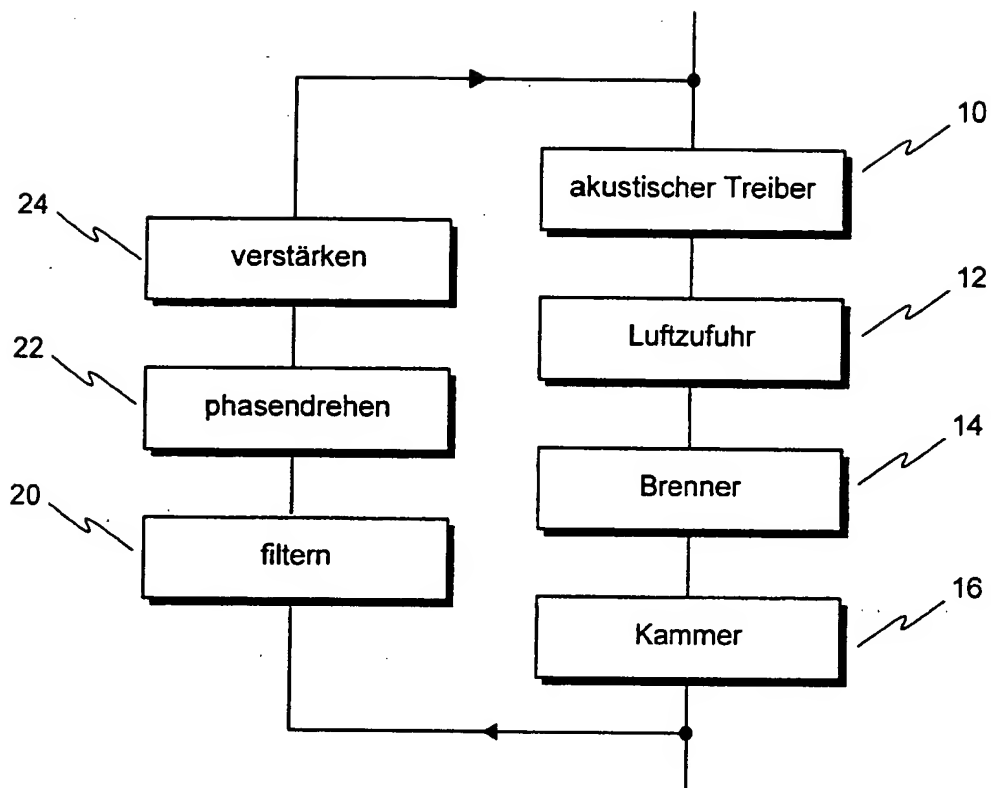 10
akustischer Treiber
24
verstärken
12
Luftzufuhr
22
phasendrehen
14
Brenner
20
filtern
16
Kammer